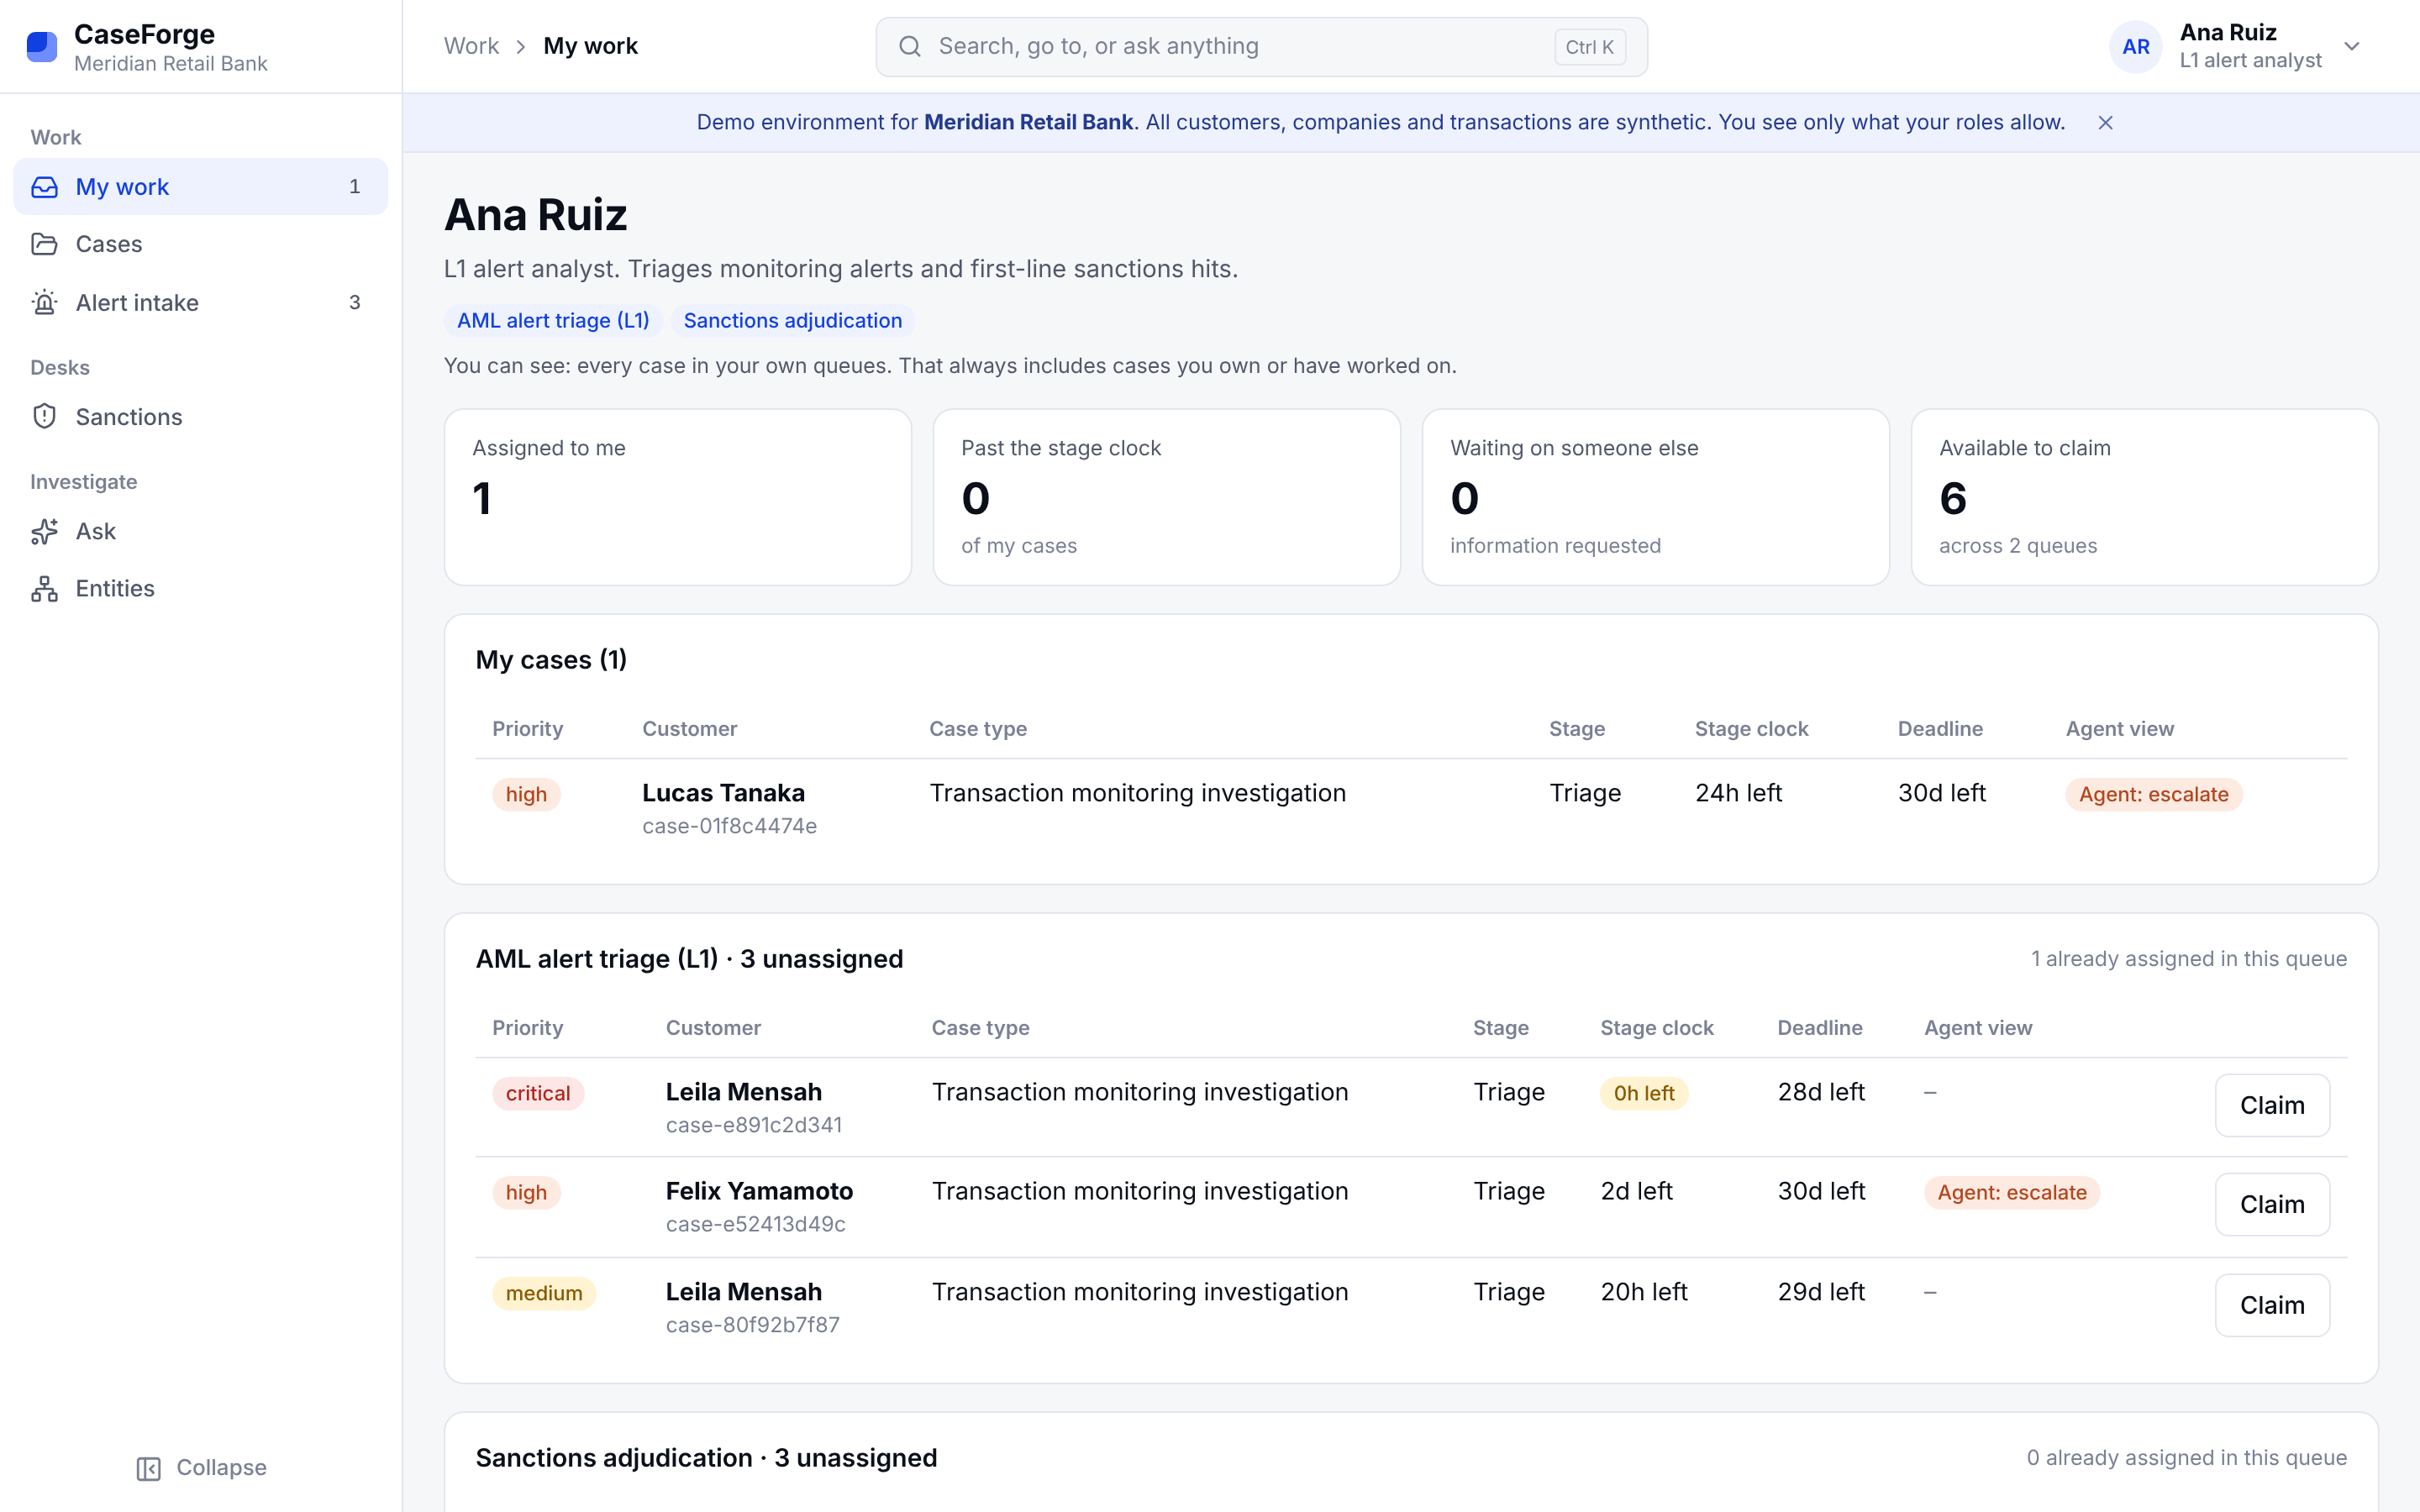 CaseForge
Meridian Retail Bank
Work
My work 1
Cases
Alert intake 3
Desks
Sanctions
Investigate
Ask
Entities
Collapse
Work > My work
Search, go to, or ask anything Ctrl K
AR
Ana Ruiz
L1 alert analyst
Demo environment for Meridian Retail Bank. All customers, companies and transactions are synthetic. You see only what your roles allow.
Ana Ruiz
L1 alert analyst. Triages monitoring alerts and first-line sanctions hits.
AML alert triage (L1) Sanctions adjudication
You can see: every case in your own queues. That always includes cases you own or have worked on.
Assigned to me
1
Past the stage clock
0
of my cases
Waiting on someone else
0
information requested
Available to claim
6
across 2 queues
My cases (1)
Priority Customer Case type Stage Stage clock Deadline Agent view
high Lucas Tanaka Transaction monitoring investigation Triage 24h left 30d left Agent: escalate
case-01f8c4474e
AML alert triage (L1) · 3 unassigned 1 already assigned in this queue
Priority Customer Case type Stage Stage clock Deadline Agent view
critical Leila Mensah Transaction monitoring investigation Triage 0h left 28d left – Claim
case-e891c2d341
high Felix Yamamoto Transaction monitoring investigation Triage 2d left 30d left Agent: escalate Claim
case-e52413d49c
medium Leila Mensah Transaction monitoring investigation Triage 20h left 29d left – Claim
case-80f92b7f87
Sanctions adjudication · 3 unassigned 0 already assigned in this queue